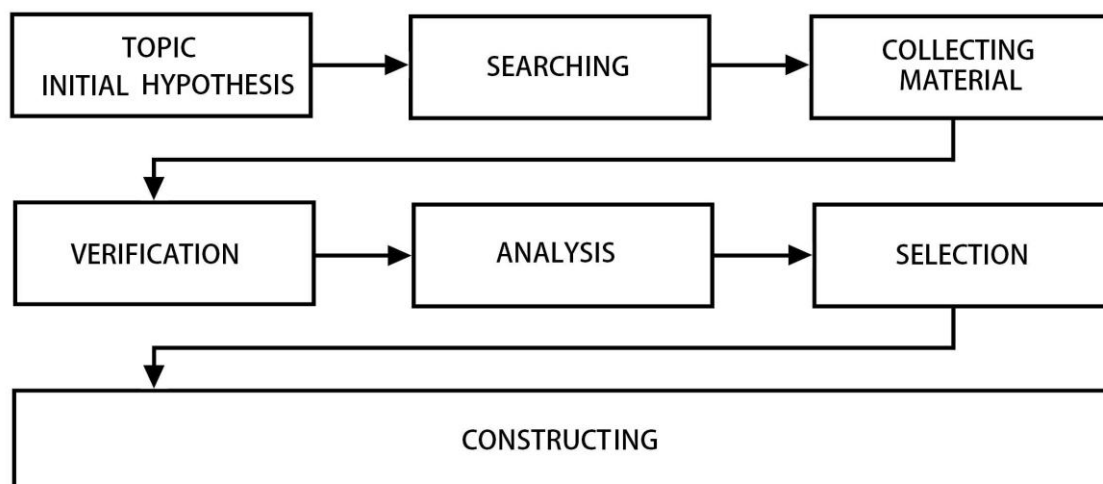 TOPIC
INITIAL HYPOTHESIS
SEARCHING
COLLECTING
MATERIAL
VERIFICATION
ANALYSIS
SELECTION
CONSTRUCTING